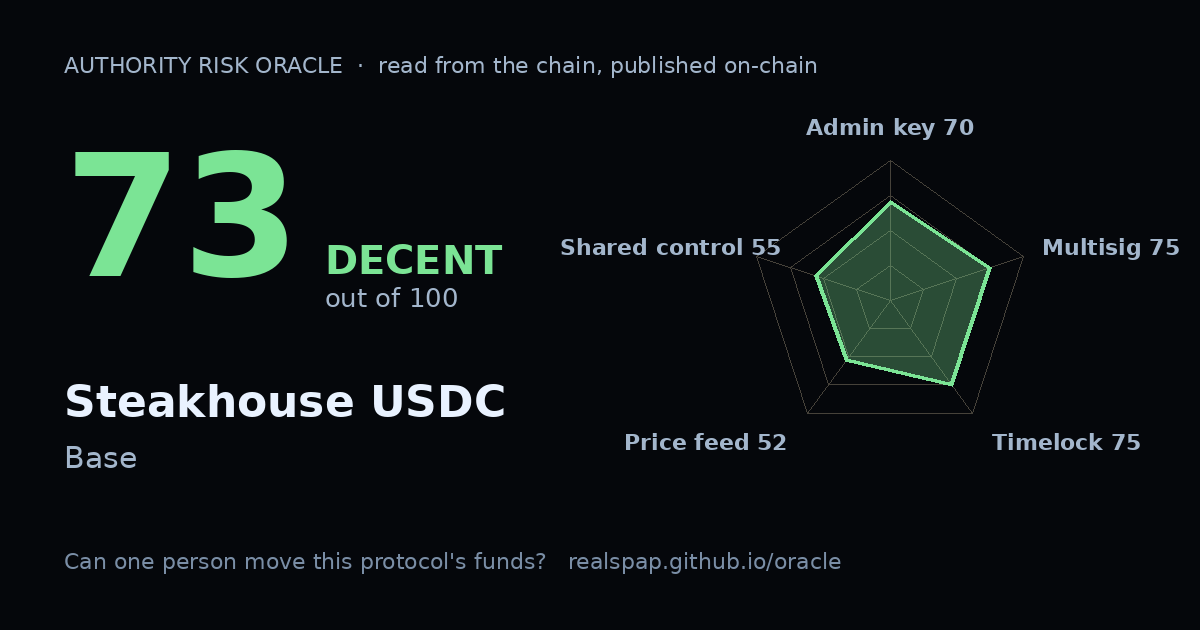 AUTHORITY RISK ORACLE · read from the chain, published on-chain
73
DECENT
out of 100
Steakhouse USDC
Base
Admin key 70
Shared control 55
Multisig 75
Price feed 52
Timelock 75
Can one person move this protocol's funds? realspap.github.io/oracle